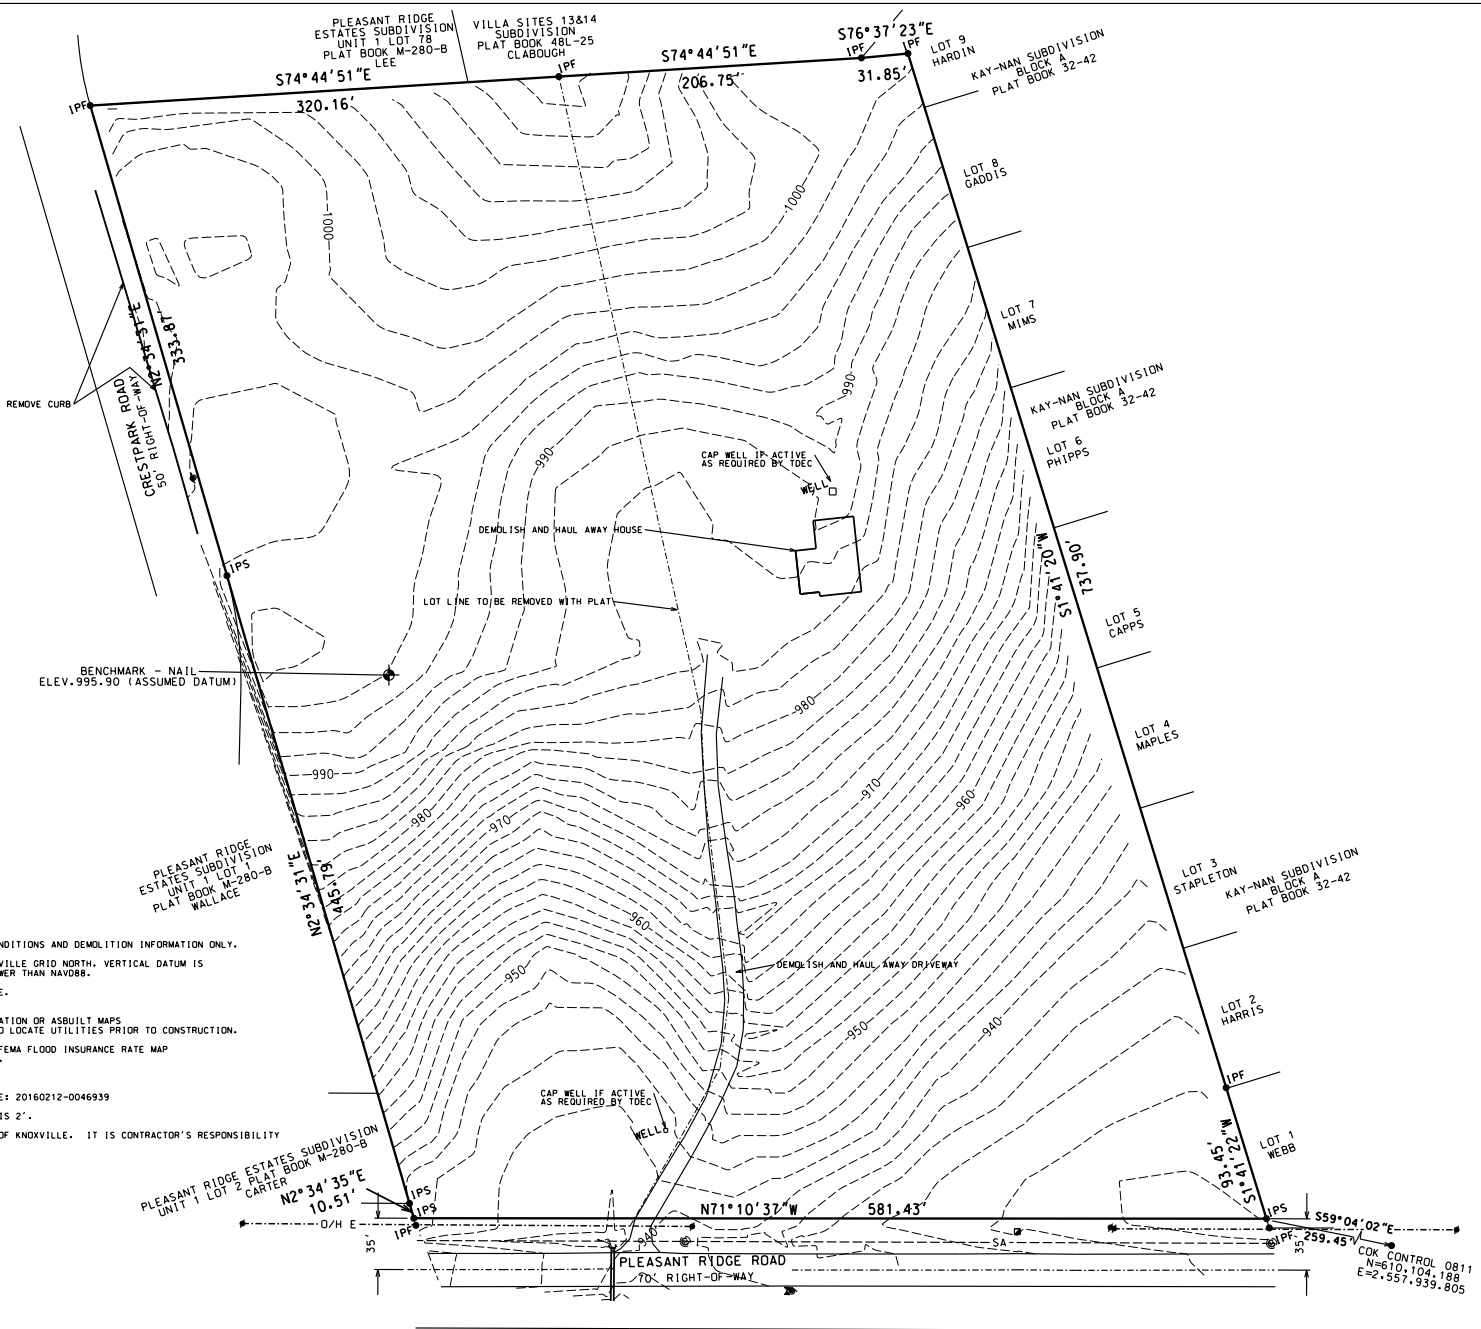 PLEASANT RIDGE
ESTATES SUBDIVISION
UNIT 1 LOT 78
PLAT BOOK M-280-B
LEE
VILLA SITES 13&14
SUBDIVISION
PLAT BOOK 48L-25
CLABOUGH
S76°37'23"E
IPF
IPF
LOT 9
HARDIN
KAY-NAN SUBDIVISION
BLOCK A
PLAT BOOK 32-42
S74°44'51"E
320.16'
IPF
IPF
S74°44'51"E
206.75'
31.85'
LOT 8
GADDIS
1000
1000
LOT 7
MIMS
N2°34'31"E
333.87'
REMOVE CURB
CRESTPARK ROAD
50' RIGHT-OF-WAY
990
990
KAY-NAN SUBDIVISION
BLOCK A
PLAT BOOK 32-42
LOT 6
PHIPPS
CAP WELL IF ACTIVE
AS REQUIRED BY TDEC
WELL
DEMOLISH AND HAUL AWAY HOUSE
IPS
S1°41'20"W
737.90'
LOT LINE TO BE REMOVED WITH PLAT
LOT 5
CAPPS
BENCHMARK - NAIL
ELEV.995.90 (ASSUMED DATUM)
980
LOT 4
MAPLES
990
980
970
970
960
PLEASANT RIDGE
ESTATES SUBDIVISION
UNIT 1 LOT 1
PLAT BOOK M-280-B
WALLACE
N2°34'31"E
445.79'
LOT 3
STAPLETON
KAY-NAN SUBDIVISION
BLOCK A
PLAT BOOK 32-42
960
950
NDITIONS AND DEMOLITION INFORMATION ONLY.
VILLE GRID NORTH. VERTICAL DATUM IS
WER THAN NAVD88.
E.
ATION OR ASBUILT MAPS
O LOCATE UTILITIES PRIOR TO CONSTRUCTION.
FEMA FLOOD INSURANCE RATE MAP
.
E: 20160212-0046939
IS 2'.
OF KNOXVILLE. IT IS CONTRACTOR'S RESPONSIBILITY
DEMOLISH AND HAUL AWAY DRIVEWAY
950
940
LOT 2
HARRIS
IPF
CAP WELL IF ACTIVE
AS REQUIRED BY TDEC
WELL
LOT 1
WEBB
93.45'
S1°41'22"W
PLEASANT RIDGE ESTATES SUBDIVISION
UNIT 1 LOT 2 PLAT BOOK M-280-B
CARTER
N2°34'35"E
10.51'
IPS
IPS
IPF
O/H E
35'
N71°10'37"W 581.43'
940
SA
IPS
IPF
35'
S59°04'02"E
259.45'
COK CONTROL 0811
N=610,104.188
E=2,557,939.805
PLEASANT RIDGE ROAD
70' RIGHT-OF-WAY